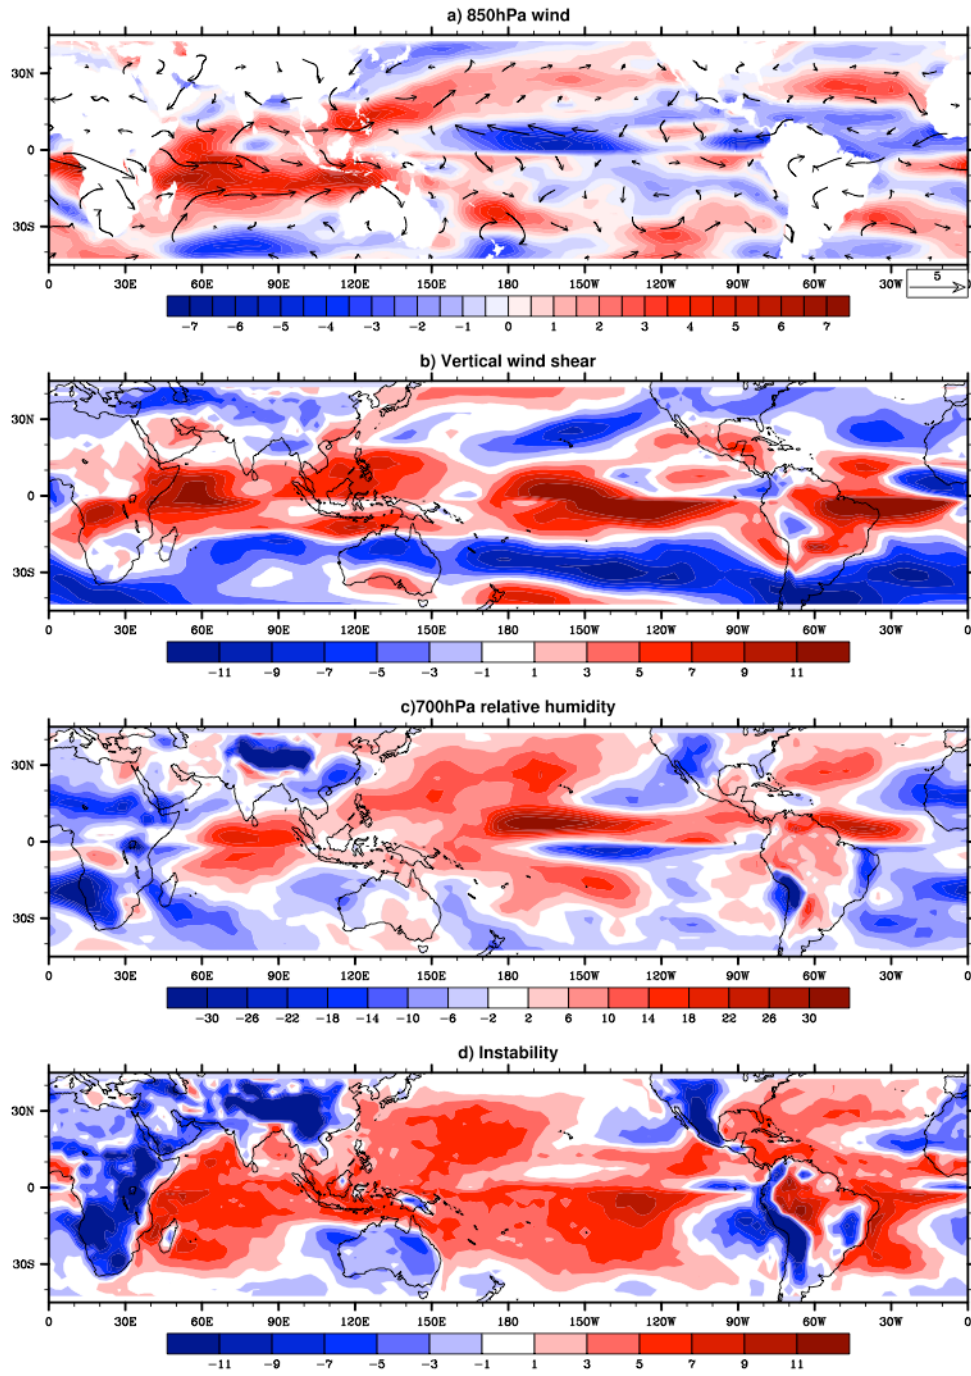 a) 850hPa wind
30N
0
30S
0 30E 60E 90E 120E 150E 180 150W 120W 90W 60W 30W 0
5
-7 -6 -5 -4 -3 -2 -1 0 1 2 3 4 5 6 7
b) Vertical wind shear
30N
0
30S
0 30E 60E 90E 120E 150E 180 150W 120W 90W 60W 30W 0
-11 -9 -7 -5 -3 -1 1 3 5 7 9 11
c)700hPa relative humidity
30N
0
30S
0 30E 60E 90E 120E 150E 180 150W 120W 90W 60W 30W 0
-30 -26 -22 -18 -14 -10 -6 -2 2 6 10 14 18 22 26 30
d) Instability
30N
0
30S
0 30E 60E 90E 120E 150E 180 150W 120W 90W 60W 30W 0
-11 -9 -7 -5 -3 -1 1 3 5 7 9 11